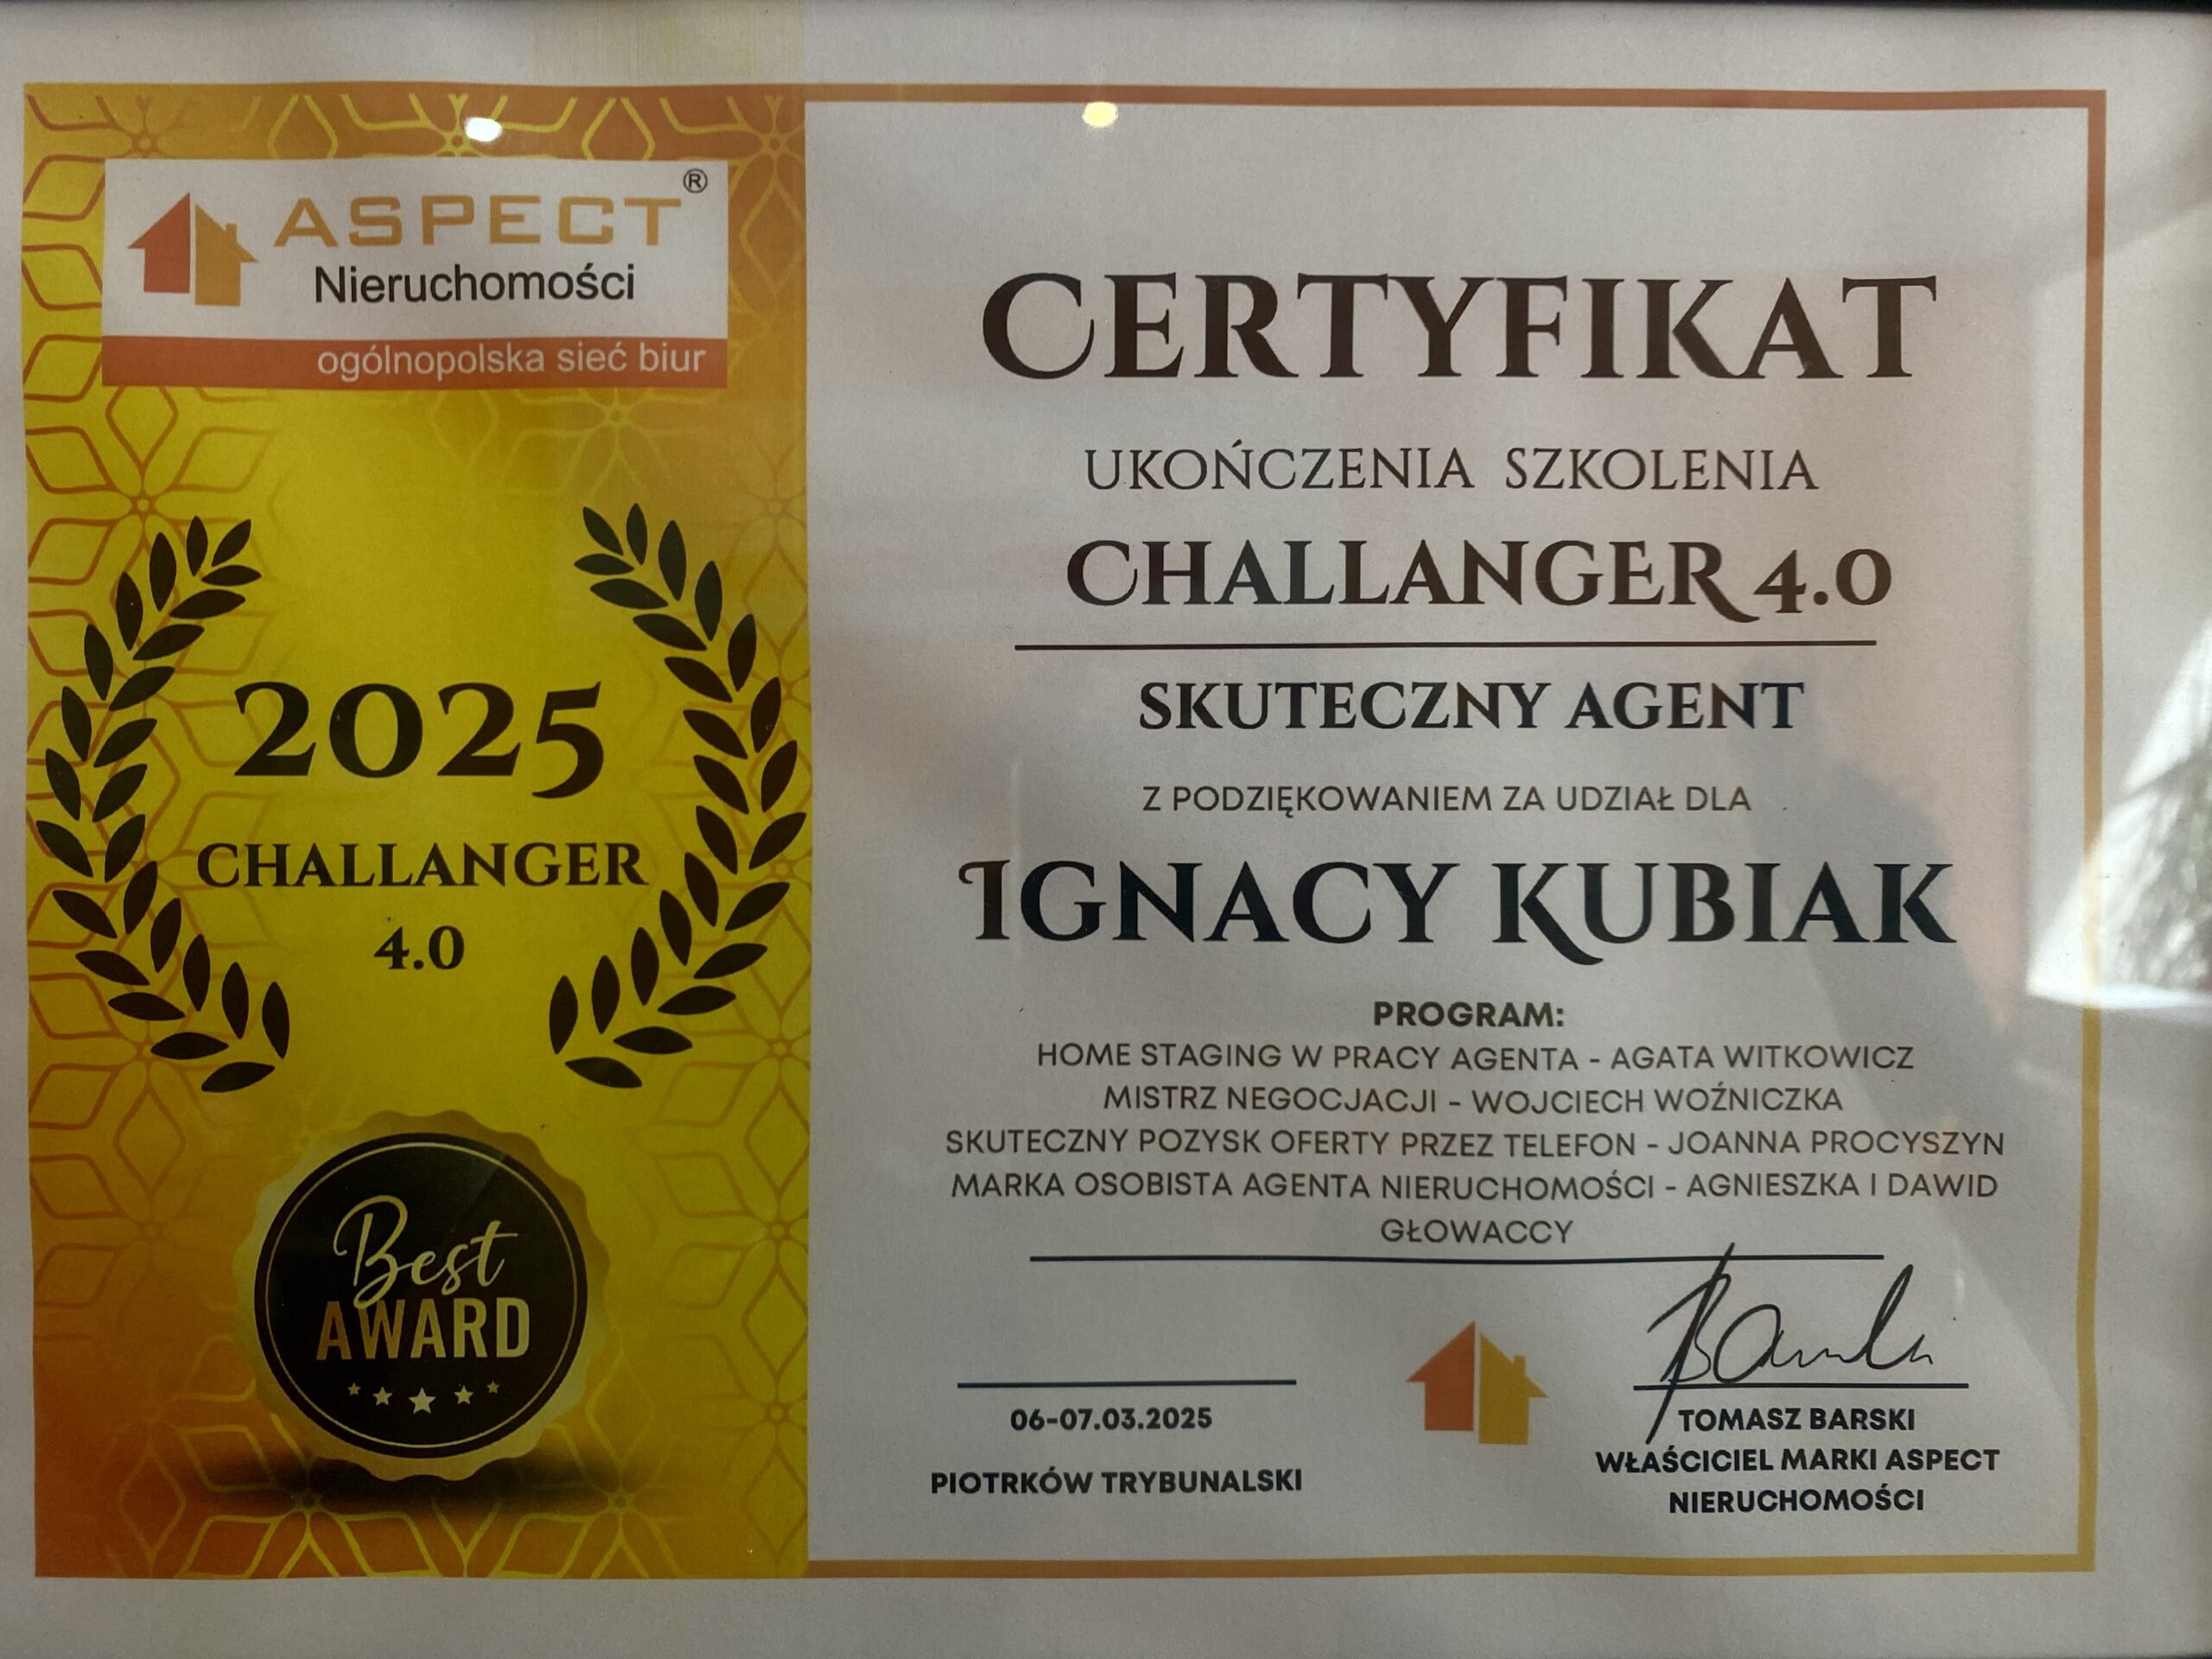 ASPECT®
Nieruchomości
ogólnopolska sieć biur
2025
CHALLANGER
4.0
Best
AWARD
CERTYFIKAT
UKOŃCZENIA SZKOLENIA
CHALLANGER 4.0
SKUTECZNY AGENT
Z PODZIĘKOWANIEM ZA UDZIAŁ DLA
IGNACY KUBIAK
PROGRAM:
HOME STAGING W PRACY AGENTA - AGATA WITKOWICZ
MISTRZ NEGOCJACJI - WOJCIECH WOŹNICZKA
SKUTECZNY POZYSK OFERTY PRZEZ TELEFON - JOANNA PROCYSZYN
MARKA OSOBISTA AGENTA NIERUCHOMOŚCI - AGNIESZKA I DAWID
GŁOWACCY
06-07.03.2025
PIOTRKÓW TRYBUNALSKI
TOMASZ BARSKI
WŁAŚCICIEL MARKI ASPECT
NIERUCHOMOŚCI